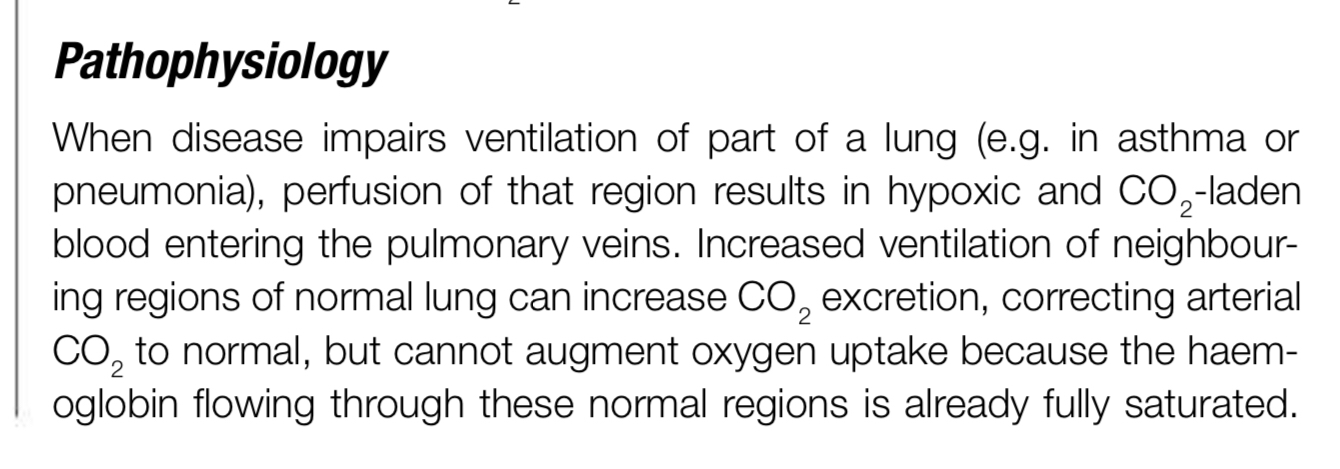 2
Pathophysiology
When disease impairs ventilation of part of a lung (e.g. in asthma or
pneumonia), perfusion of that region results in hypoxic and CO₂-laden
blood entering the pulmonary veins. Increased ventilation of neighbour-
ing regions of normal lung can increase CO₂ excretion, correcting arterial
CO₂ to normal, but cannot augment oxygen uptake because the haem-
oglobin flowing through these normal regions is already fully saturated.